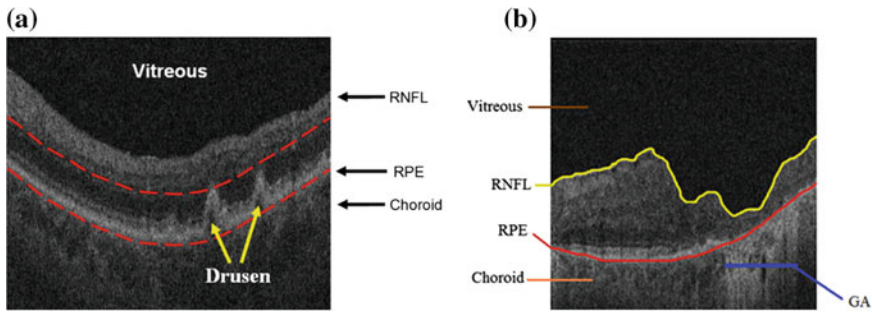 (a)
Vitreous
RNFL
RPE
Choroid
Drusen
(b)
Vitreous
RNFL
RPE
Choroid
GA